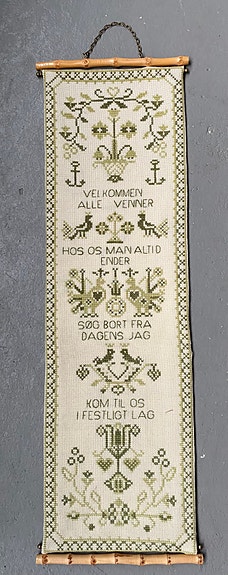 VELKOMMEN
ALLE VENNER
HOS OS MAN ALTID
ENDER
SØG BORT FRA
DAGENS JAG
KOM TIL OS
I FESTLIGT LAG